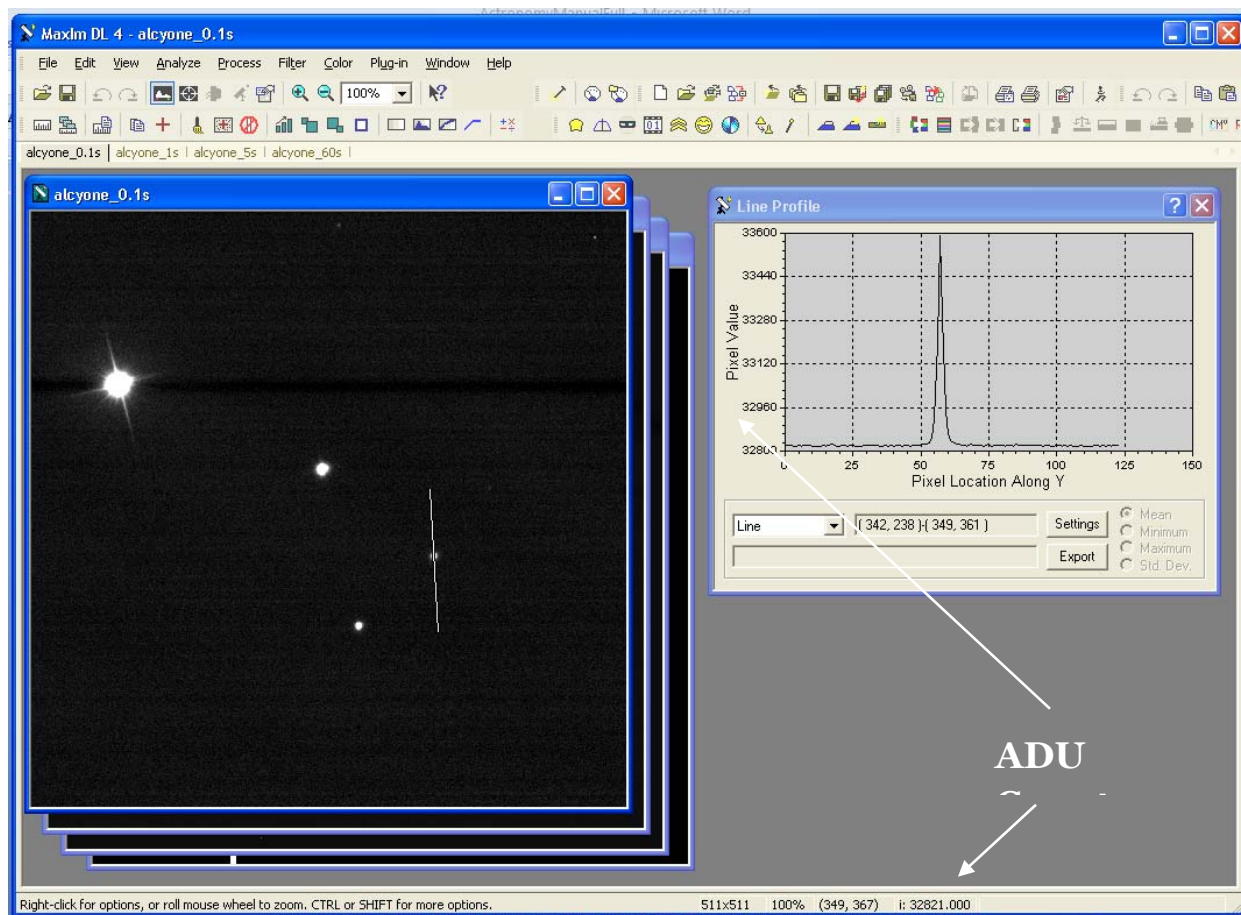 AstronomyManualFull - Microsoft Word
MaxIm DL 4 - alcyone_0.1s
File Edit View Analyze Process Filter Color Plug-in Window Help
100%
alcyone_0.1s | alcyone_1s | alcyone_5s | alcyone_60s |
alcyone_0.1s
Line Profile
33600
33440
33280
33120
32960
32800
Pixel Value
0 25 50 75 100 125 150
Pixel Location Along Y
Line
( 342, 238 )-( 349, 361 )
Settings
Export
Mean
Minimum
Maximum
Std. Dev.
ADU
Right-click for options, or roll mouse wheel to zoom. CTRL or SHIFT for more options.
511x511 100% (349, 367) i: 32821.000